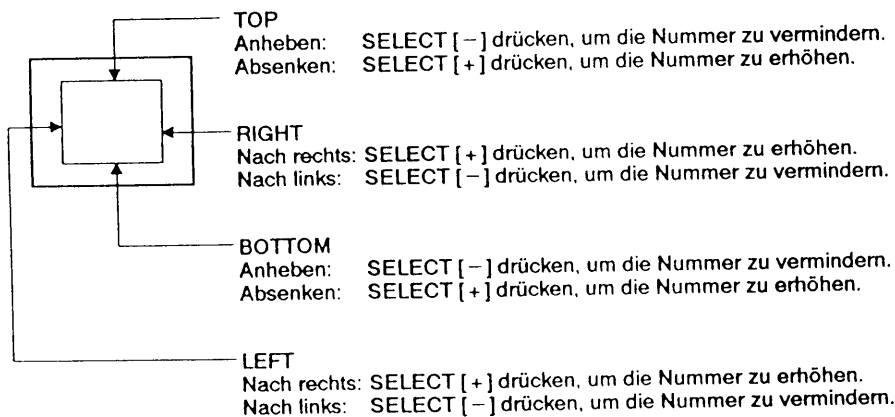 TOP
Anheben: SELECT [−] drücken, um die Nummer zu vermindern.
Absenken: SELECT [+] drücken, um die Nummer zu erhöhen.
RIGHT
Nach rechts: SELECT [+] drücken, um die Nummer zu erhöhen.
Nach links: SELECT [−] drücken, um die Nummer zu vermindern.
BOTTOM
Anheben: SELECT [−] drücken, um die Nummer zu vermindern.
Absenken: SELECT [+] drücken, um die Nummer zu erhöhen.
LEFT
Nach rechts: SELECT [+] drücken, um die Nummer zu erhöhen.
Nach links: SELECT [−] drücken, um die Nummer zu vermindern.